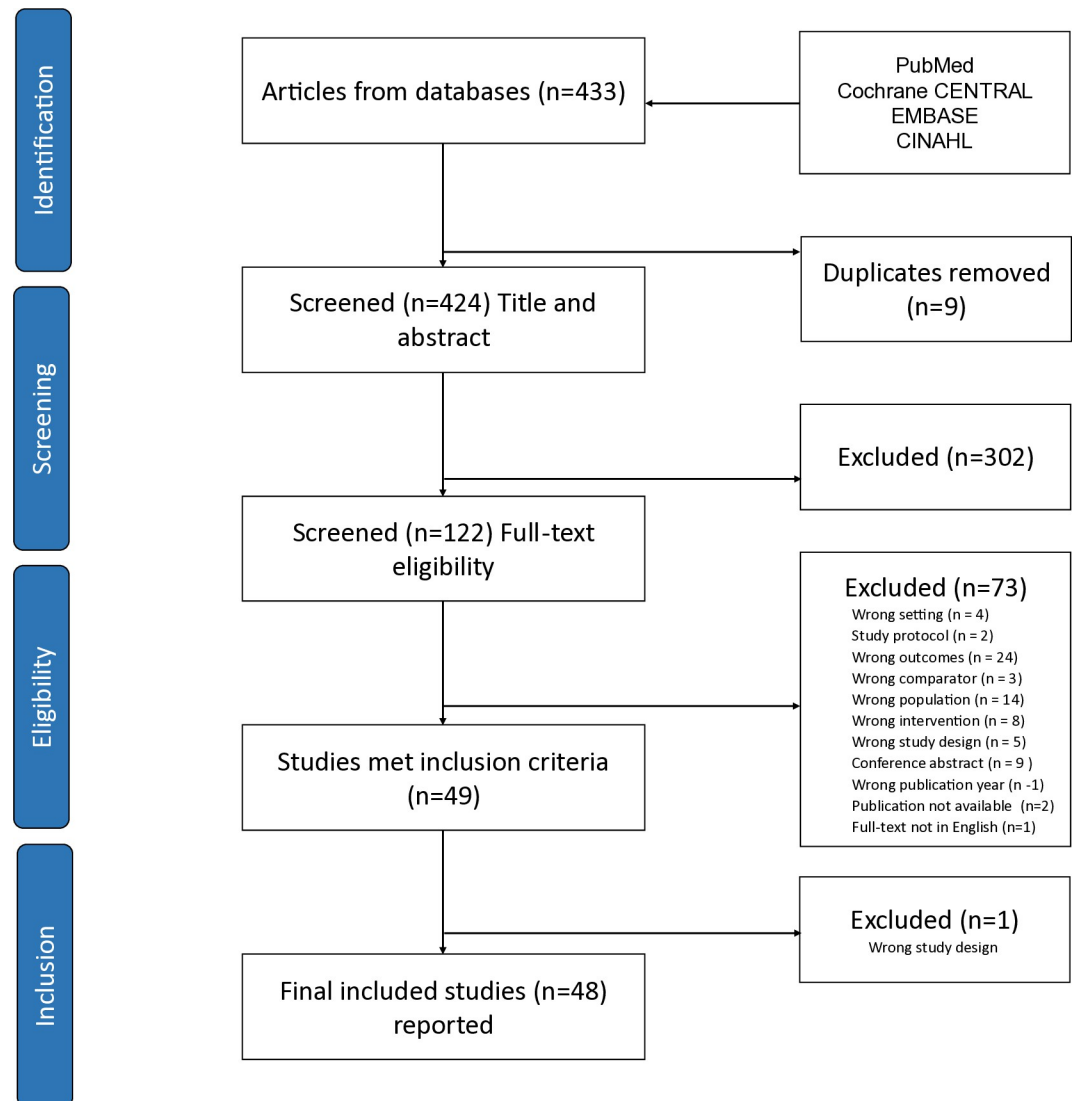 Identification
Articles from databases (n=433)
PubMed
Cochrane CENTRAL
EMBASE
CINAHL
Duplicates removed
(n=9)
Screening
Screened (n=424) Title and
abstract
Excluded (n=302)
Screened (n=122) Full-text
eligibility
Eligibility
Excluded (n=73)
Wrong setting (n = 4)
Study protocol (n = 2)
Wrong outcomes (n = 24)
Wrong comparator (n = 3)
Wrong population (n = 14)
Wrong intervention (n = 8)
Wrong study design (n = 5)
Conference abstract (n = 9 )
Wrong publication year (n -1)
Publication not available (n=2)
Full-text not in English (n=1)
Studies met inclusion criteria
(n=49)
Inclusion
Excluded (n=1)
Wrong study design
Final included studies (n=48)
reported